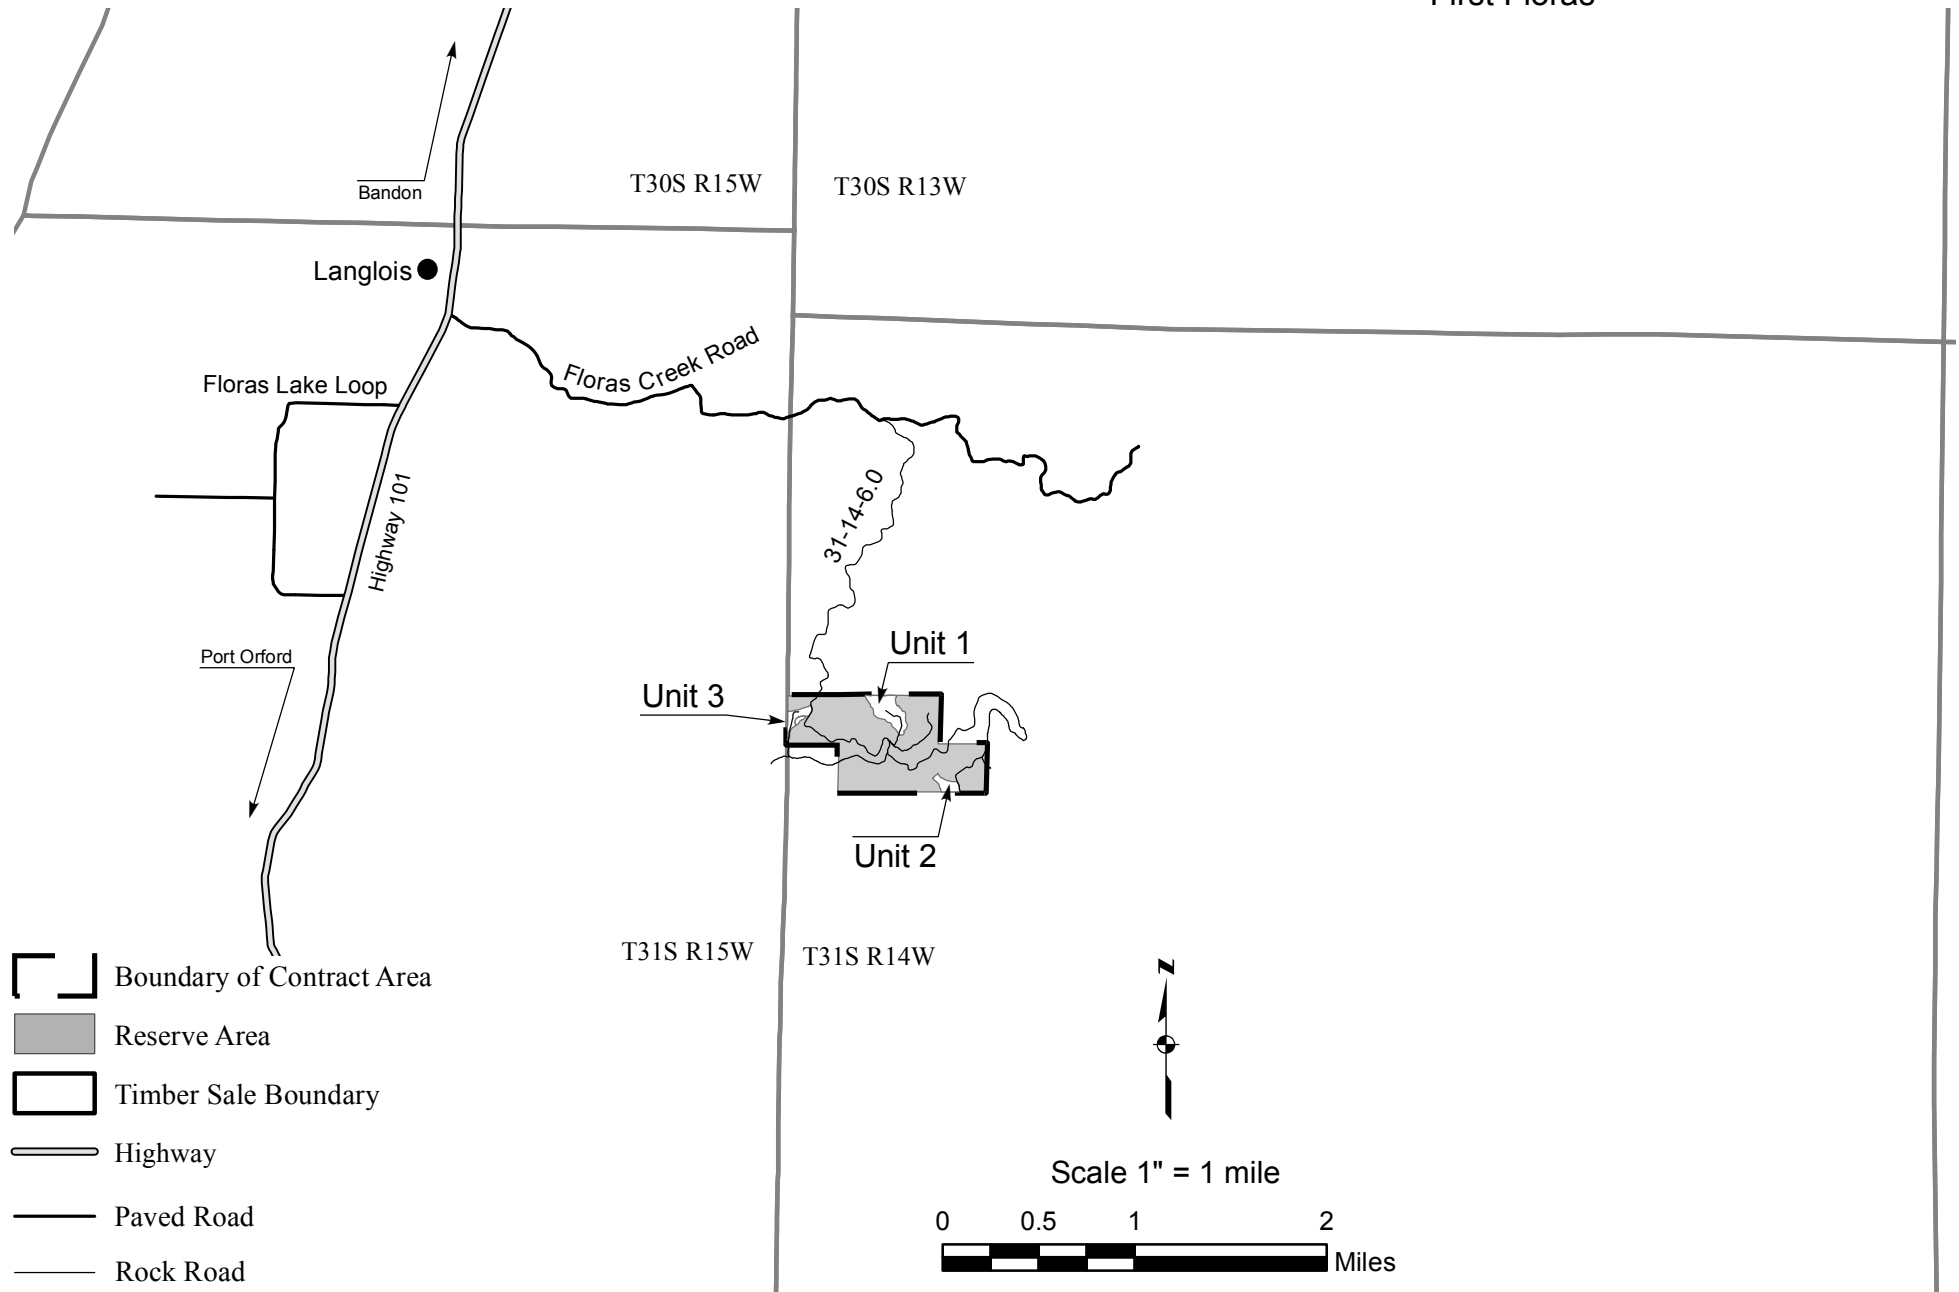 First Floras
T30S R15W
T30S R13W
Bandon
Langlois
Floras Creek Road
Floras Lake Loop
31-14-6.0
Highway 101
Port Orford
Unit 1
Unit 3
Unit 2
T31S R15W
T31S R14W
Boundary of Contract Area
Reserve Area
Timber Sale Boundary
Highway
Paved Road
Rock Road
z
Scale 1" = 1 mile
0 0.5 1 2
Miles